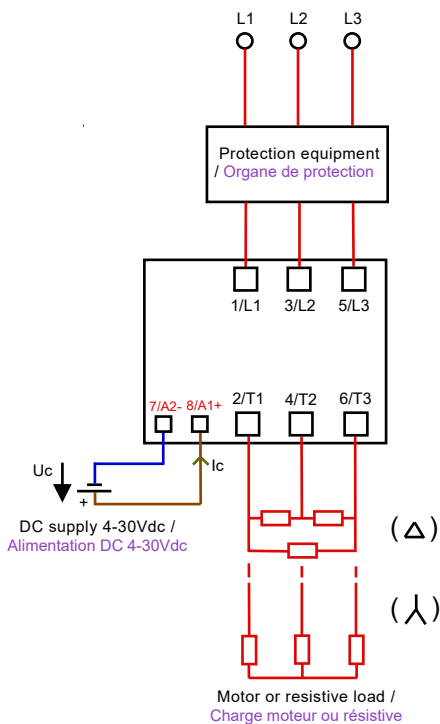 L1 L2 L3
Protection equipment
/ Organe de protection
1/L1 3/L2 5/L3
7/A2- 8/A1+ 2/T1 4/T2 6/T3
Uc
Ic
+
DC supply 4-30Vdc /
Alimentation DC 4-30Vdc
(Δ)
(⅄)
Motor or resistive load /
Charge moteur ou résistive